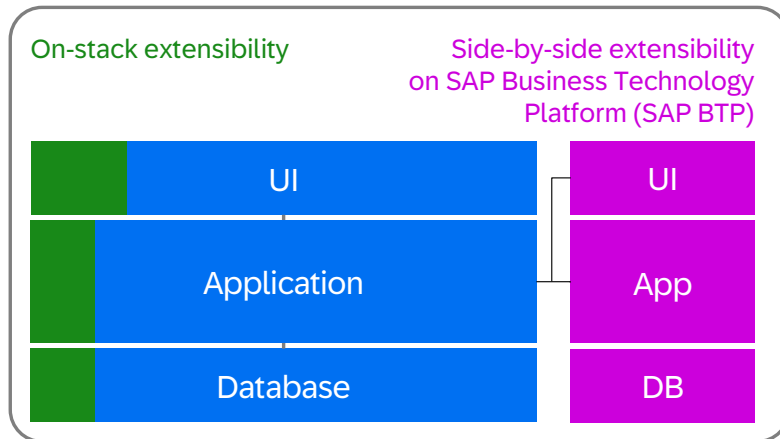 On-stack extensibility
Side-by-side extensibility
on SAP Business Technology
Platform (SAP BTP)
UI
UI
Application
App
Database
DB